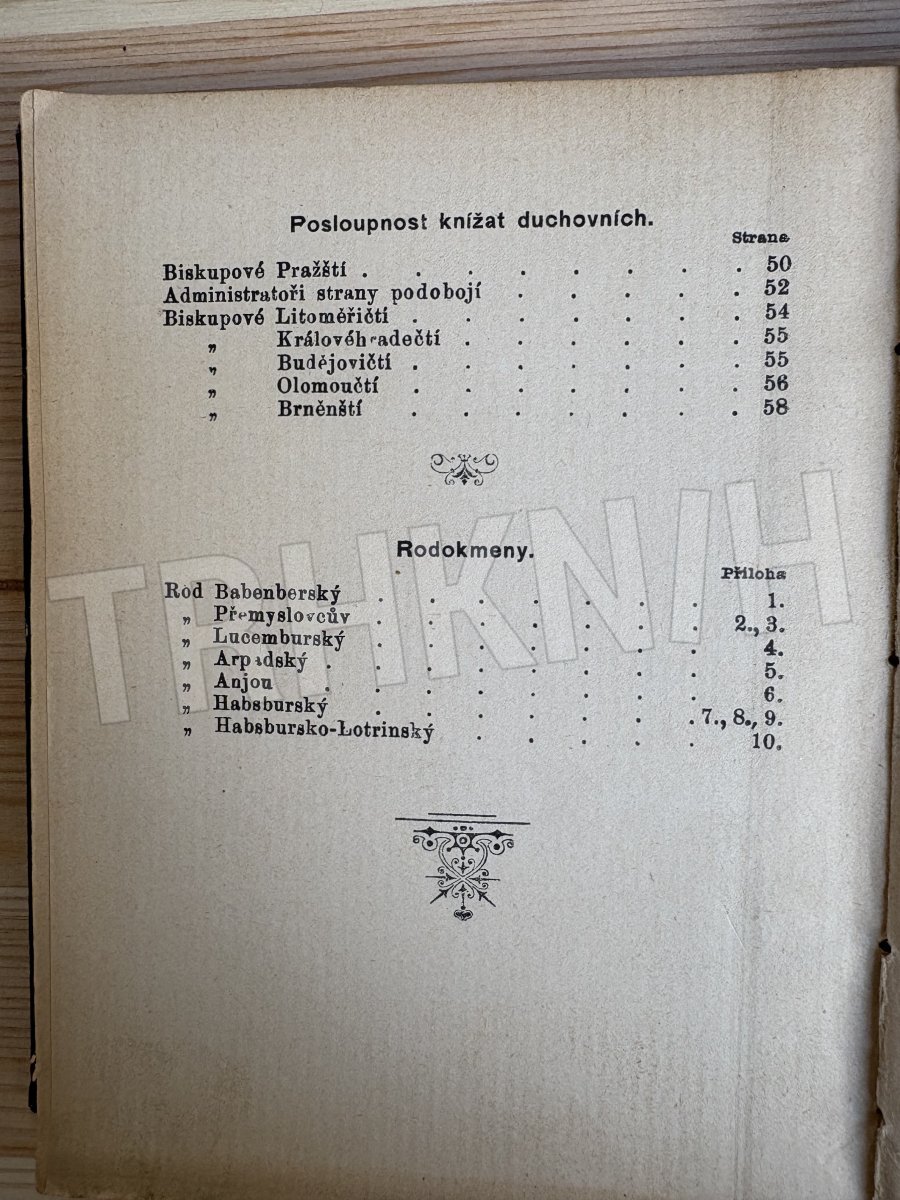 Posloupnost knížat duchovních.
Strana
Biskupové Pražští . . . . . . . . 50
Administratoři strany podobojí . . . . . 52
Biskupové Litoměřičtí . . . . . . . 54
„ Královéhradečtí . . . . . . 55
„ Budějovičtí . . . . . . . 55
„ Olomoučtí . . . . . . . 56
„ Brněnští . . . . . . . 58
Rodokmeny.
Příloha
Rod Babenberský . . . . . . . 1.
„ Přemyslovcův . . . . . . . 2., 3.
„ Lucemburský . . . . . . . 4.
„ Arpadský . . . . . . . . 5.
„ Anjou . . . . . . . . 6.
„ Habsburský . . . . . . . 7., 8., 9.
„ Habsbursko-Lotrinský . . . . . 10.
TRHKNIH